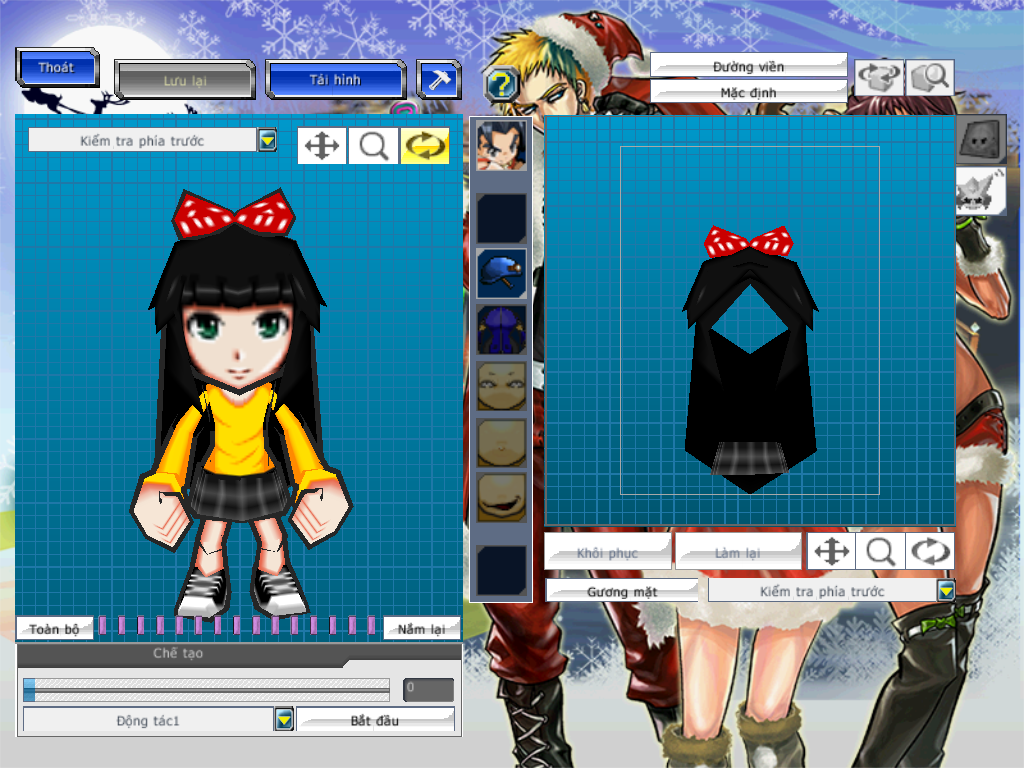 Thoát
Lưu lại
Tải hình
Đường viền
Mặc định
Kiểm tra phía trước
Khôi phục
Làm lại
Gương mặt
Kiểm tra phía trước
Toàn bộ
Nắm lại
Chế tạo
0
Động tác1
Bắt đầu